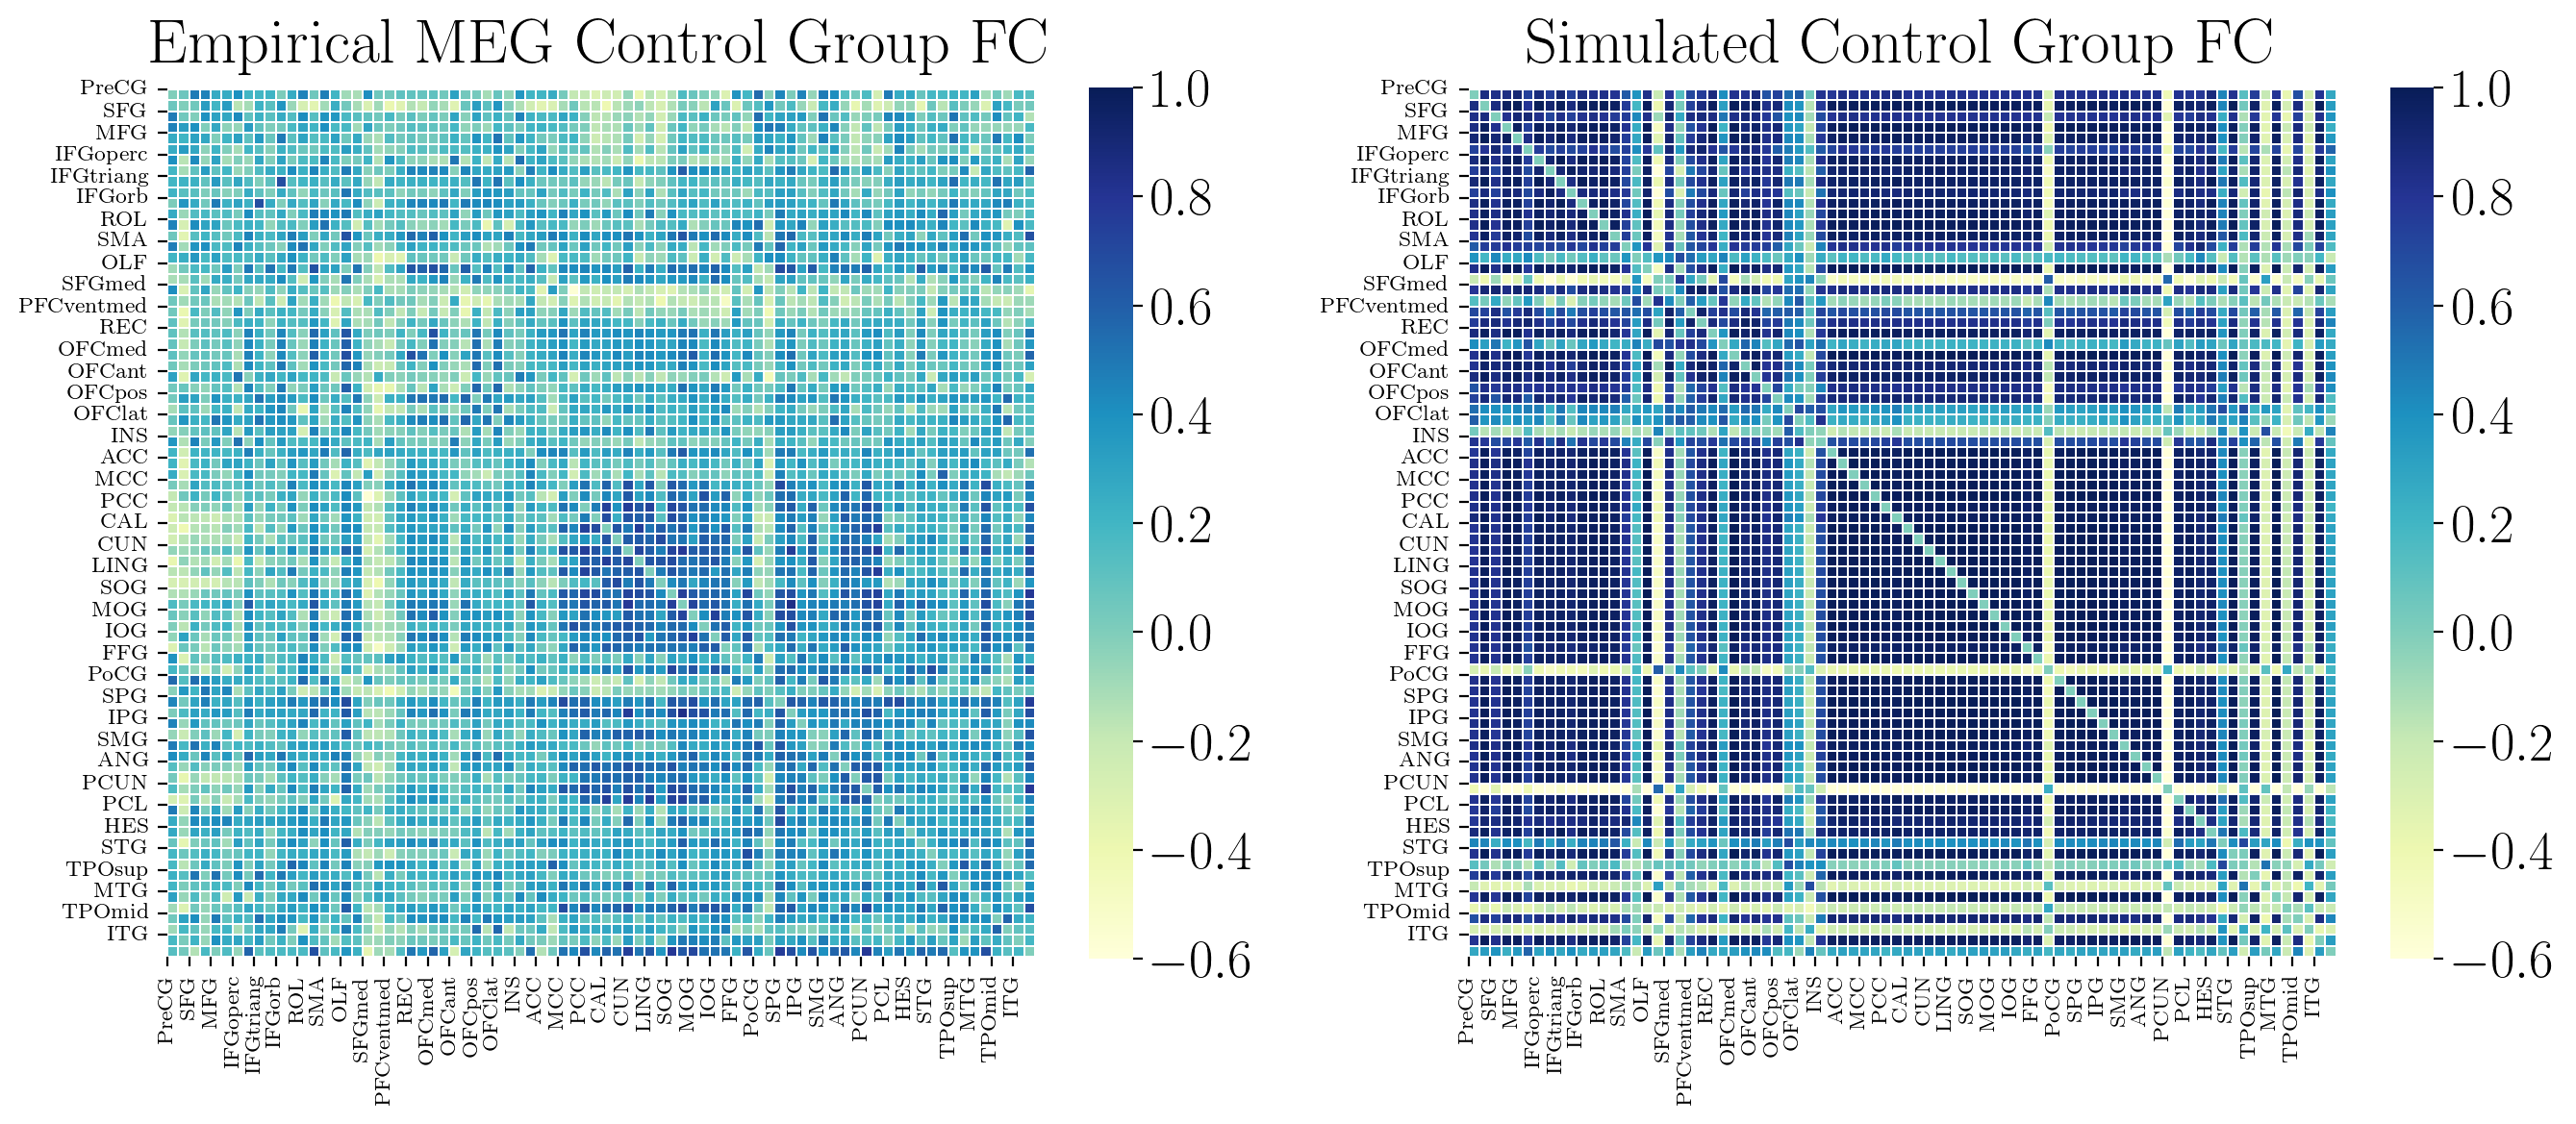 Empirical MEG Control Group FC
PreCG
SFG
MFG
IFGoperc
IFGtriang
IFGorb
ROL
SMA
OLF
SFGmed
PFCventmed
REC
OFCmed
OFCant
OFCpos
OFClat
INS
ACC
MCC
PCC
CAL
CUN
LING
SOG
MOG
IOG
FFG
PoCG
SPG
IPG
SMG
ANG
PCUN
PCL
HES
STG
TPOsup
MTG
TPOmid
ITG
PreCG
SFG
MFG
IFGoperc
IFGtriang
IFGorb
ROL
SMA
OLF
SFGmed
PFCventmed
REC
OFCmed
OFCant
OFCpos
OFClat
INS
ACC
MCC
PCC
CAL
CUN
LING
SOG
MOG
IOG
FFG
PoCG
SPG
IPG
SMG
ANG
PCUN
PCL
HES
STG
TPOsup
MTG
TPOmid
ITG
1.0
0.8
0.6
0.4
0.2
0.0
−0.2
−0.4
−0.6
Simulated Control Group FC
PreCG
SFG
MFG
IFGoperc
IFGtriang
IFGorb
ROL
SMA
OLF
SFGmed
PFCventmed
REC
OFCmed
OFCant
OFCpos
OFClat
INS
ACC
MCC
PCC
CAL
CUN
LING
SOG
MOG
IOG
FFG
PoCG
SPG
IPG
SMG
ANG
PCUN
PCL
HES
STG
TPOsup
MTG
TPOmid
ITG
PreCG
SFG
MFG
IFGoperc
IFGtriang
IFGorb
ROL
SMA
OLF
SFGmed
PFCventmed
REC
OFCmed
OFCant
OFCpos
OFClat
INS
ACC
MCC
PCC
CAL
CUN
LING
SOG
MOG
IOG
FFG
PoCG
SPG
IPG
SMG
ANG
PCUN
PCL
HES
STG
TPOsup
MTG
TPOmid
ITG
1.0
0.8
0.6
0.4
0.2
0.0
−0.2
−0.4
−0.6